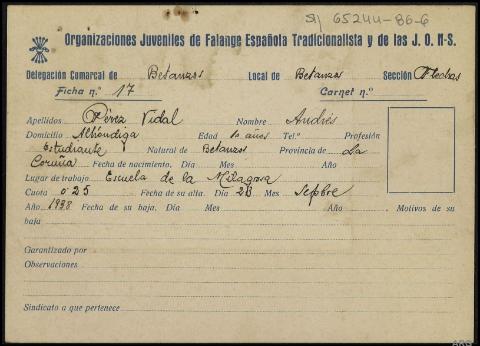 SI 65244-86-6
Organizaciones Juveniles de Falange Española Tradicionalista y de las J. O. N-S.
Delegación Comarcal de Betanzos Local de Betanzos Sección Flechas
Ficha n.º 17 Carnet n.º
Apellidos Pérez Vidal Nombre Andrés
Domicilio Alhóndiga Edad 10 años Tel.º Profesión
Estudiante Natural de Betanzos Provincia de La
Coruña Fecha de nacimiento, Día Mes Año
Lugar de trabajo Escuela de la Milagrosa
Cuota 0'25 Fecha de su alta. Día 23 Mes Sepbre
Año, 1938 Fecha de su baja. Día Mes Año Motivos de su
baja
Garantizado por
Observaciones
Sindicato a que pertenece